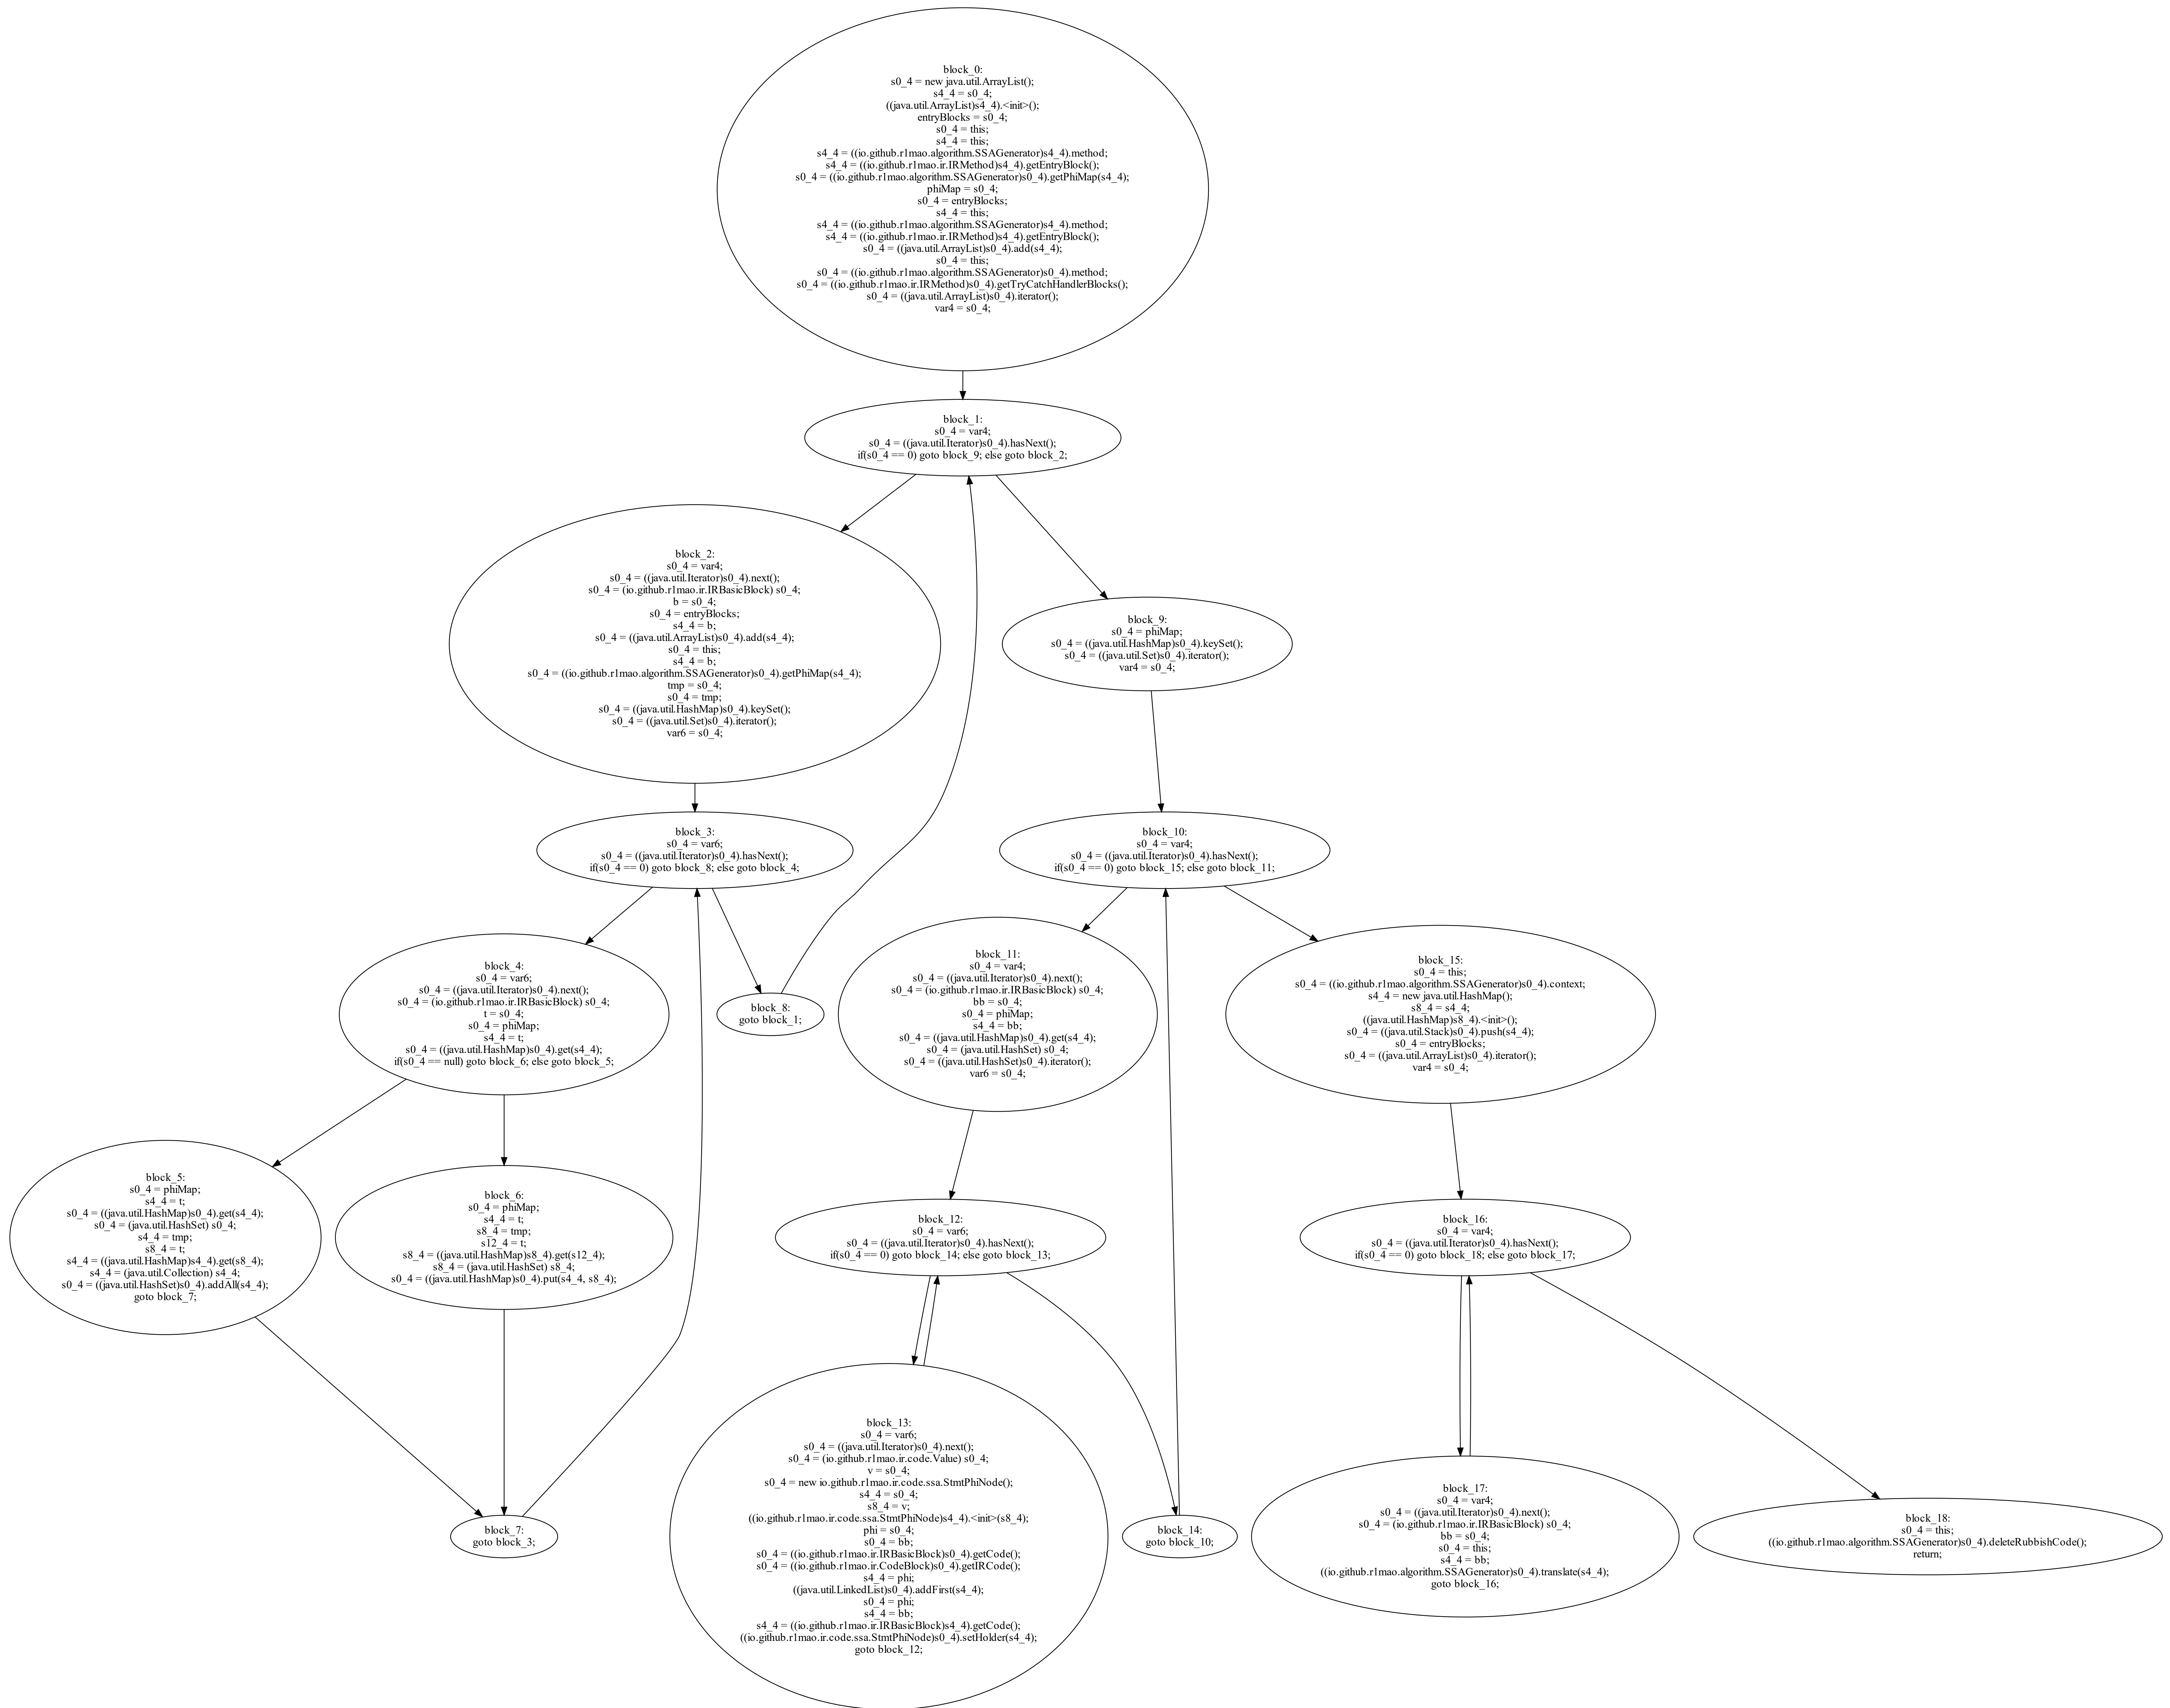 block_0:
s0_4 = new java.util.ArrayList();
s4_4 = s0_4;
((java.util.ArrayList)s4_4).<init>();
entryBlocks = s0_4;
s0_4 = this;
s4_4 = this;
s4_4 = ((io.github.r1mao.algorithm.SSAGenerator)s4_4).method;
s4_4 = ((io.github.r1mao.ir.IRMethod)s4_4).getEntryBlock();
s0_4 = ((io.github.r1mao.algorithm.SSAGenerator)s0_4).getPhiMap(s4_4);
phiMap = s0_4;
s0_4 = entryBlocks;
s4_4 = this;
s4_4 = ((io.github.r1mao.algorithm.SSAGenerator)s4_4).method;
s4_4 = ((io.github.r1mao.ir.IRMethod)s4_4).getEntryBlock();
s0_4 = ((java.util.ArrayList)s0_4).add(s4_4);
s0_4 = this;
s0_4 = ((io.github.r1mao.algorithm.SSAGenerator)s0_4).method;
s0_4 = ((io.github.r1mao.ir.IRMethod)s0_4).getTryCatchHandlerBlocks();
s0_4 = ((java.util.ArrayList)s0_4).iterator();
var4 = s0_4;
block_1:
s0_4 = var4;
s0_4 = ((java.util.Iterator)s0_4).hasNext();
if(s0_4 == 0) goto block_9; else goto block_2;
block_2:
s0_4 = var4;
s0_4 = ((java.util.Iterator)s0_4).next();
s0_4 = (io.github.r1mao.ir.IRBasicBlock) s0_4;
b = s0_4;
s0_4 = entryBlocks;
s4_4 = b;
s0_4 = ((java.util.ArrayList)s0_4).add(s4_4);
s0_4 = this;
s4_4 = b;
s0_4 = ((io.github.r1mao.algorithm.SSAGenerator)s0_4).getPhiMap(s4_4);
tmp = s0_4;
s0_4 = tmp;
s0_4 = ((java.util.HashMap)s0_4).keySet();
s0_4 = ((java.util.Set)s0_4).iterator();
var6 = s0_4;
block_9:
s0_4 = phiMap;
s0_4 = ((java.util.HashMap)s0_4).keySet();
s0_4 = ((java.util.Set)s0_4).iterator();
var4 = s0_4;
block_3:
s0_4 = var6;
s0_4 = ((java.util.Iterator)s0_4).hasNext();
if(s0_4 == 0) goto block_8; else goto block_4;
block_10:
s0_4 = var4;
s0_4 = ((java.util.Iterator)s0_4).hasNext();
if(s0_4 == 0) goto block_15; else goto block_11;
block_4:
s0_4 = var6;
s0_4 = ((java.util.Iterator)s0_4).next();
s0_4 = (io.github.r1mao.ir.IRBasicBlock) s0_4;
t = s0_4;
s0_4 = phiMap;
s4_4 = t;
s0_4 = ((java.util.HashMap)s0_4).get(s4_4);
if(s0_4 == null) goto block_6; else goto block_5;
block_8:
goto block_1;
block_11:
s0_4 = var4;
s0_4 = ((java.util.Iterator)s0_4).next();
s0_4 = (io.github.r1mao.ir.IRBasicBlock) s0_4;
bb = s0_4;
s0_4 = phiMap;
s4_4 = bb;
s0_4 = ((java.util.HashMap)s0_4).get(s4_4);
s0_4 = (java.util.HashSet) s0_4;
s0_4 = ((java.util.HashSet)s0_4).iterator();
var6 = s0_4;
block_15:
s0_4 = this;
s0_4 = ((io.github.r1mao.algorithm.SSAGenerator)s0_4).context;
s4_4 = new java.util.HashMap();
s8_4 = s4_4;
((java.util.HashMap)s8_4).<init>();
s0_4 = ((java.util.Stack)s0_4).push(s4_4);
s0_4 = entryBlocks;
s0_4 = ((java.util.ArrayList)s0_4).iterator();
var4 = s0_4;
block_5:
s0_4 = phiMap;
s4_4 = t;
s0_4 = ((java.util.HashMap)s0_4).get(s4_4);
s0_4 = (java.util.HashSet) s0_4;
s4_4 = tmp;
s8_4 = t;
s4_4 = ((java.util.HashMap)s4_4).get(s8_4);
s4_4 = (java.util.Collection) s4_4;
s0_4 = ((java.util.HashSet)s0_4).addAll(s4_4);
goto block_7;
block_6:
s0_4 = phiMap;
s4_4 = t;
s8_4 = tmp;
s12_4 = t;
s8_4 = ((java.util.HashMap)s8_4).get(s12_4);
s8_4 = (java.util.HashSet) s8_4;
s0_4 = ((java.util.HashMap)s0_4).put(s4_4, s8_4);
block_12:
s0_4 = var6;
s0_4 = ((java.util.Iterator)s0_4).hasNext();
if(s0_4 == 0) goto block_14; else goto block_13;
block_16:
s0_4 = var4;
s0_4 = ((java.util.Iterator)s0_4).hasNext();
if(s0_4 == 0) goto block_18; else goto block_17;
block_7:
goto block_3;
block_13:
s0_4 = var6;
s0_4 = ((java.util.Iterator)s0_4).next();
s0_4 = (io.github.r1mao.ir.code.Value) s0_4;
v = s0_4;
s0_4 = new io.github.r1mao.ir.code.ssa.StmtPhiNode();
s4_4 = s0_4;
s8_4 = v;
((io.github.r1mao.ir.code.ssa.StmtPhiNode)s4_4).<init>(s8_4);
phi = s0_4;
s0_4 = bb;
s0_4 = ((io.github.r1mao.ir.IRBasicBlock)s0_4).getCode();
s0_4 = ((io.github.r1mao.ir.CodeBlock)s0_4).getIRCode();
s4_4 = phi;
((java.util.LinkedList)s0_4).addFirst(s4_4);
s0_4 = phi;
s4_4 = bb;
s4_4 = ((io.github.r1mao.ir.IRBasicBlock)s4_4).getCode();
((io.github.r1mao.ir.code.ssa.StmtPhiNode)s0_4).setHolder(s4_4);
goto block_12;
block_14:
goto block_10;
block_17:
s0_4 = var4;
s0_4 = ((java.util.Iterator)s0_4).next();
s0_4 = (io.github.r1mao.ir.IRBasicBlock) s0_4;
bb = s0_4;
s0_4 = this;
s4_4 = bb;
((io.github.r1mao.algorithm.SSAGenerator)s0_4).translate(s4_4);
goto block_16;
block_18:
s0_4 = this;
((io.github.r1mao.algorithm.SSAGenerator)s0_4).deleteRubbishCode();
return;